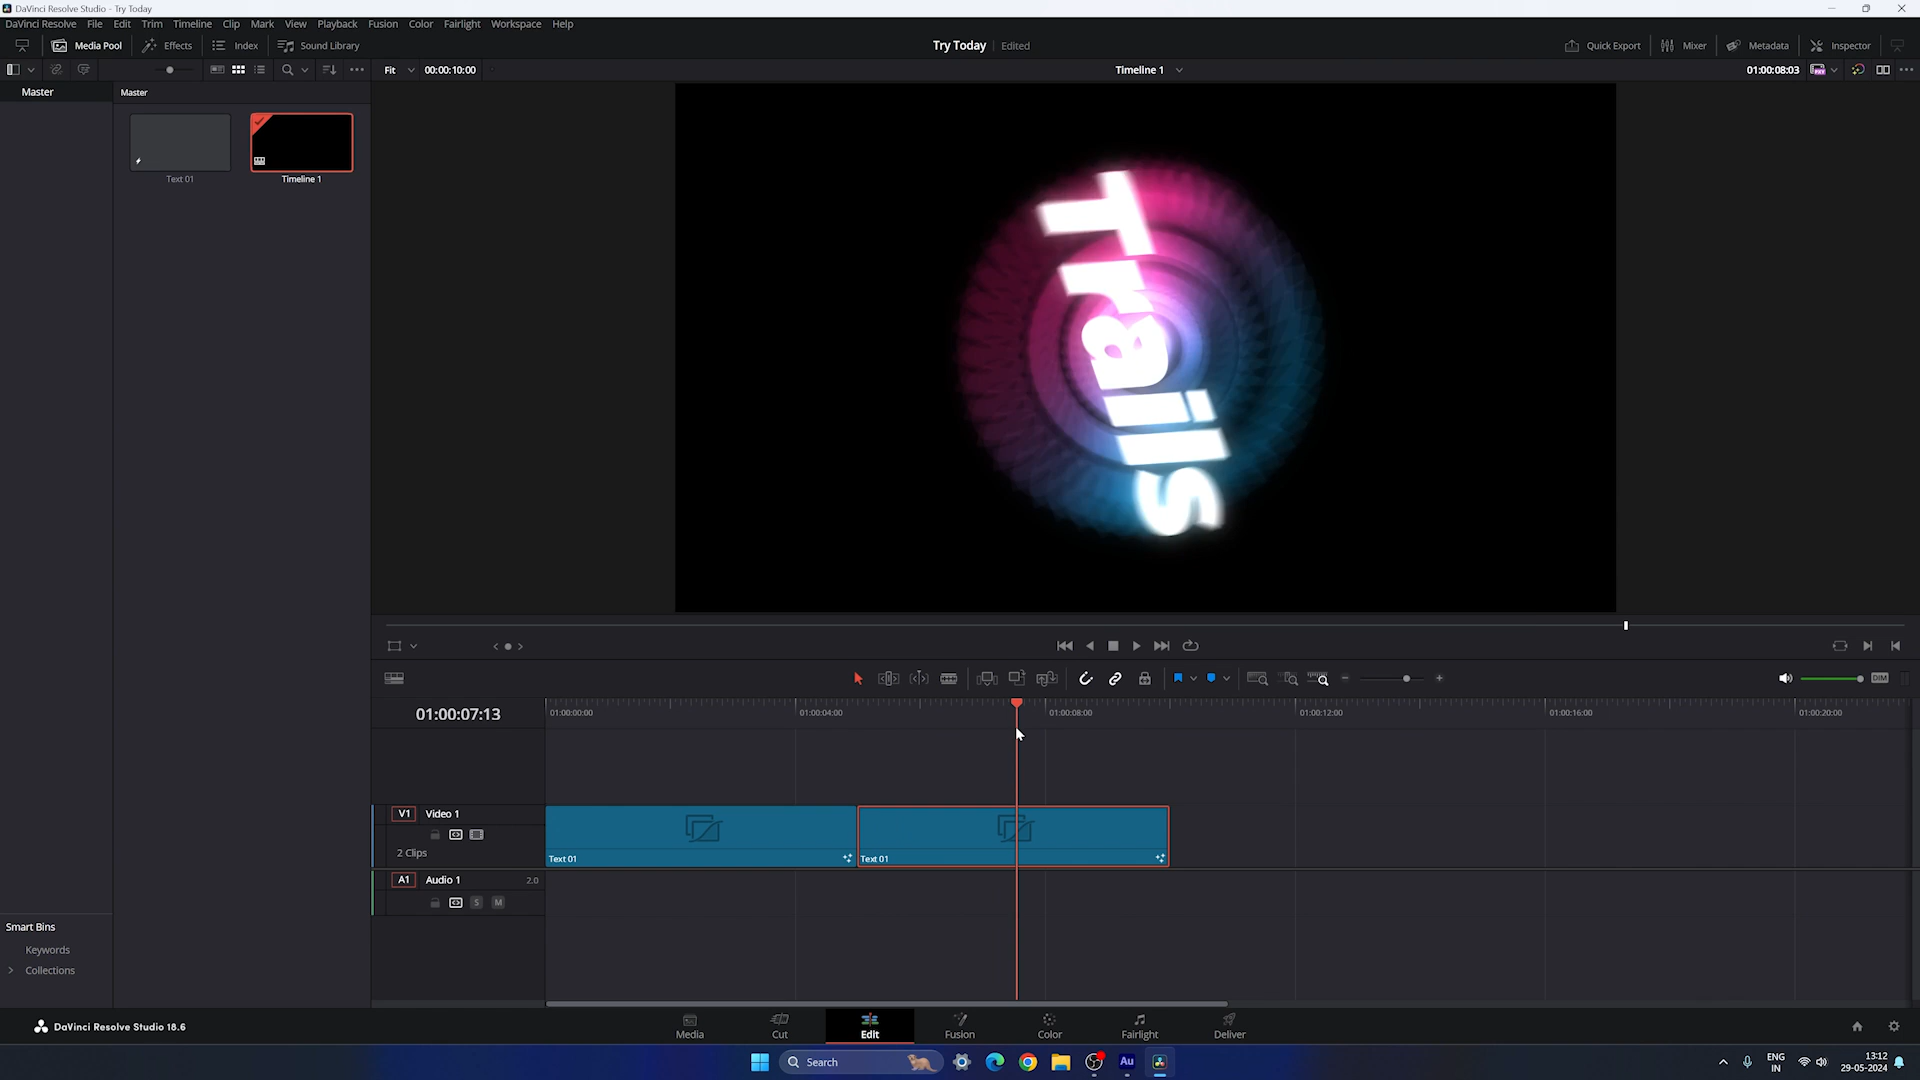 DaVinci Resolve Studio - Try Today
DaVinci Resolve File Edit Trim Timeline Clip Mark View Playback Fusion Color Fairlight Workspace Help
Media Pool Effects Index Sound Library Try Today Edited Quick Export Mixer Metadata Inspector
Fit 00:00:10:00 Timeline 1 01:00:08:03
Master Master
Text 01 Timeline 1
Trails
DIM
01:00:07:13
01:00:00:00 01:00:04:00 01:00:08:00 01:00:12:00 01:00:16:00 01:00:20:00
V1 Video 1
2 Clips
Text 01 Text 01
A1 Audio 1 2.0
S M
Smart Bins
Keywords
Collections
DaVinci Resolve Studio 18.6
Media Cut Edit Fusion Color Fairlight Deliver
Search
Au
ENG
IN
13:12
29-05-2024